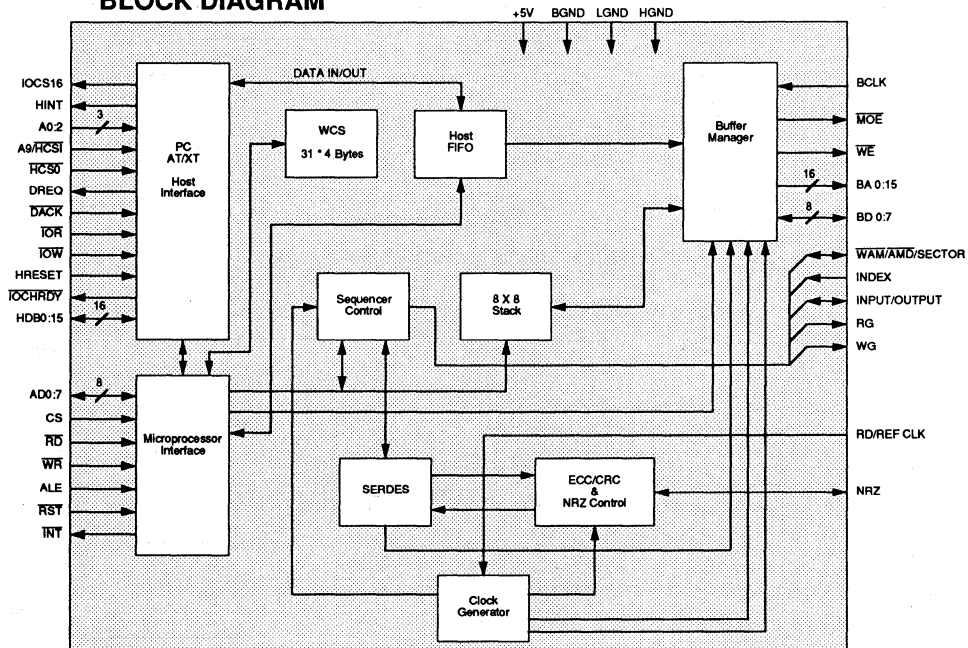 BLOCK DIAGRAM
+5V BGND LGND HGND
IOCS16
HINT
A0:2
3
A9/HCSI
HCS0
DREQ
DACK
IOR
IOW
HRESET
IOCHRDY
HDB0:15
16
PC
AT/XT
Host
Interface
DATA IN/OUT
WCS
31 * 4 Bytes
Host
FIFO
Buffer
Manager
BCLK
MOE
WE
16
BA 0:15
8
BD 0:7
WAM/AMD/SECTOR
INDEX
INPUT/OUTPUT
RG
WG
Sequencer
Control
8 X 8
Stack
AD0:7
8
CS
RD
WR
ALE
RST
INT
Microprocessor
Interface
RD/REF CLK
SERDES
ECC/CRC
&
NRZ Control
NRZ
Clock
Generator